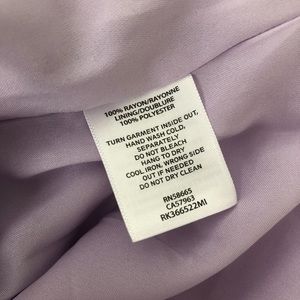 100% RAYON/RAYONNE
LINING/DOUBLURE
100% POLYESTER
TURN GARMENT INSIDE OUT,
HAND WASH COLD,
SEPARATELY
DO NOT BLEACH
HANG TO DRY
COOL IRON, WRONG SIDE
OUT IF NEEDED
DO NOT DRY CLEAN
RN58665
CA57963
RK366522MI